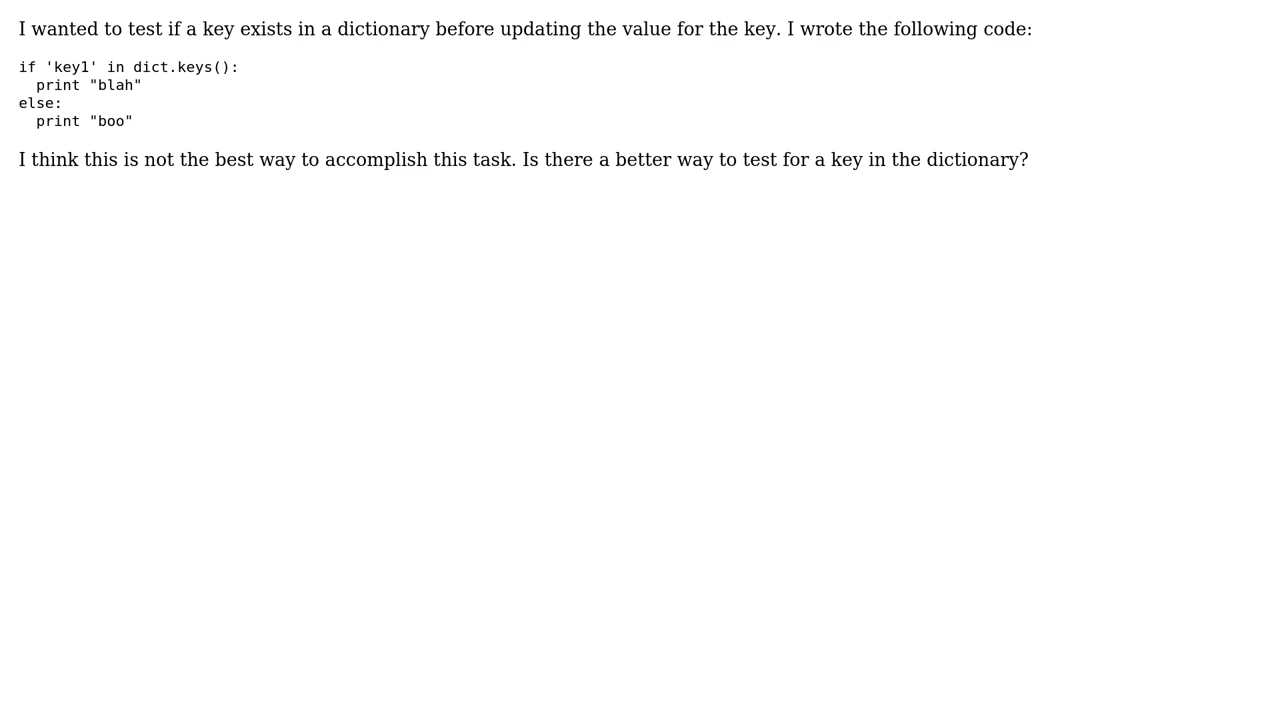 I wanted to test if a key exists in a dictionary before updating the value for the key. I wrote the following code:
if 'key1' in dict.keys():
  print "blah"
else:
  print "boo"
I think this is not the best way to accomplish this task. Is there a better way to test for a key in the dictionary?